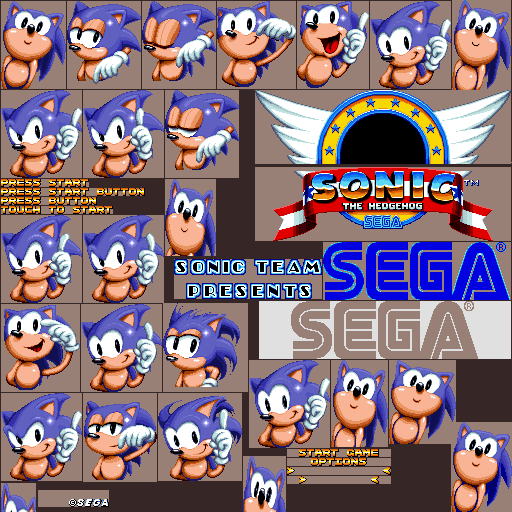 PRESS START
PRESS START BUTTON
PRESS BUTTON
TOUCH TO START
SONIC
TM
THE HEDGEHOG
SEGA
SONIC TEAM
PRESENTS
SEGA®
SEGA®
START GAME
OPTIONS
©SEGA